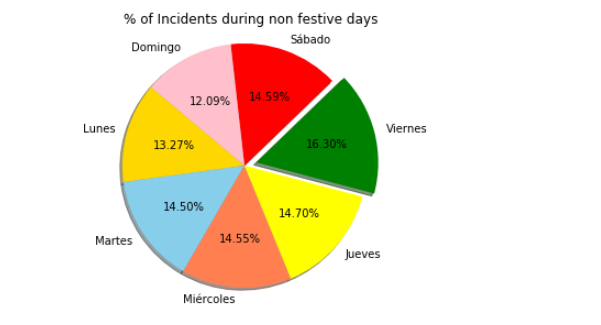 % of Incidents during non festive days
Sábado
Domingo
14.59%
12.09%
Viernes
Lunes
16.30%
13.27%
14.50%
14.70%
Martes
14.55%
Jueves
Miércoles